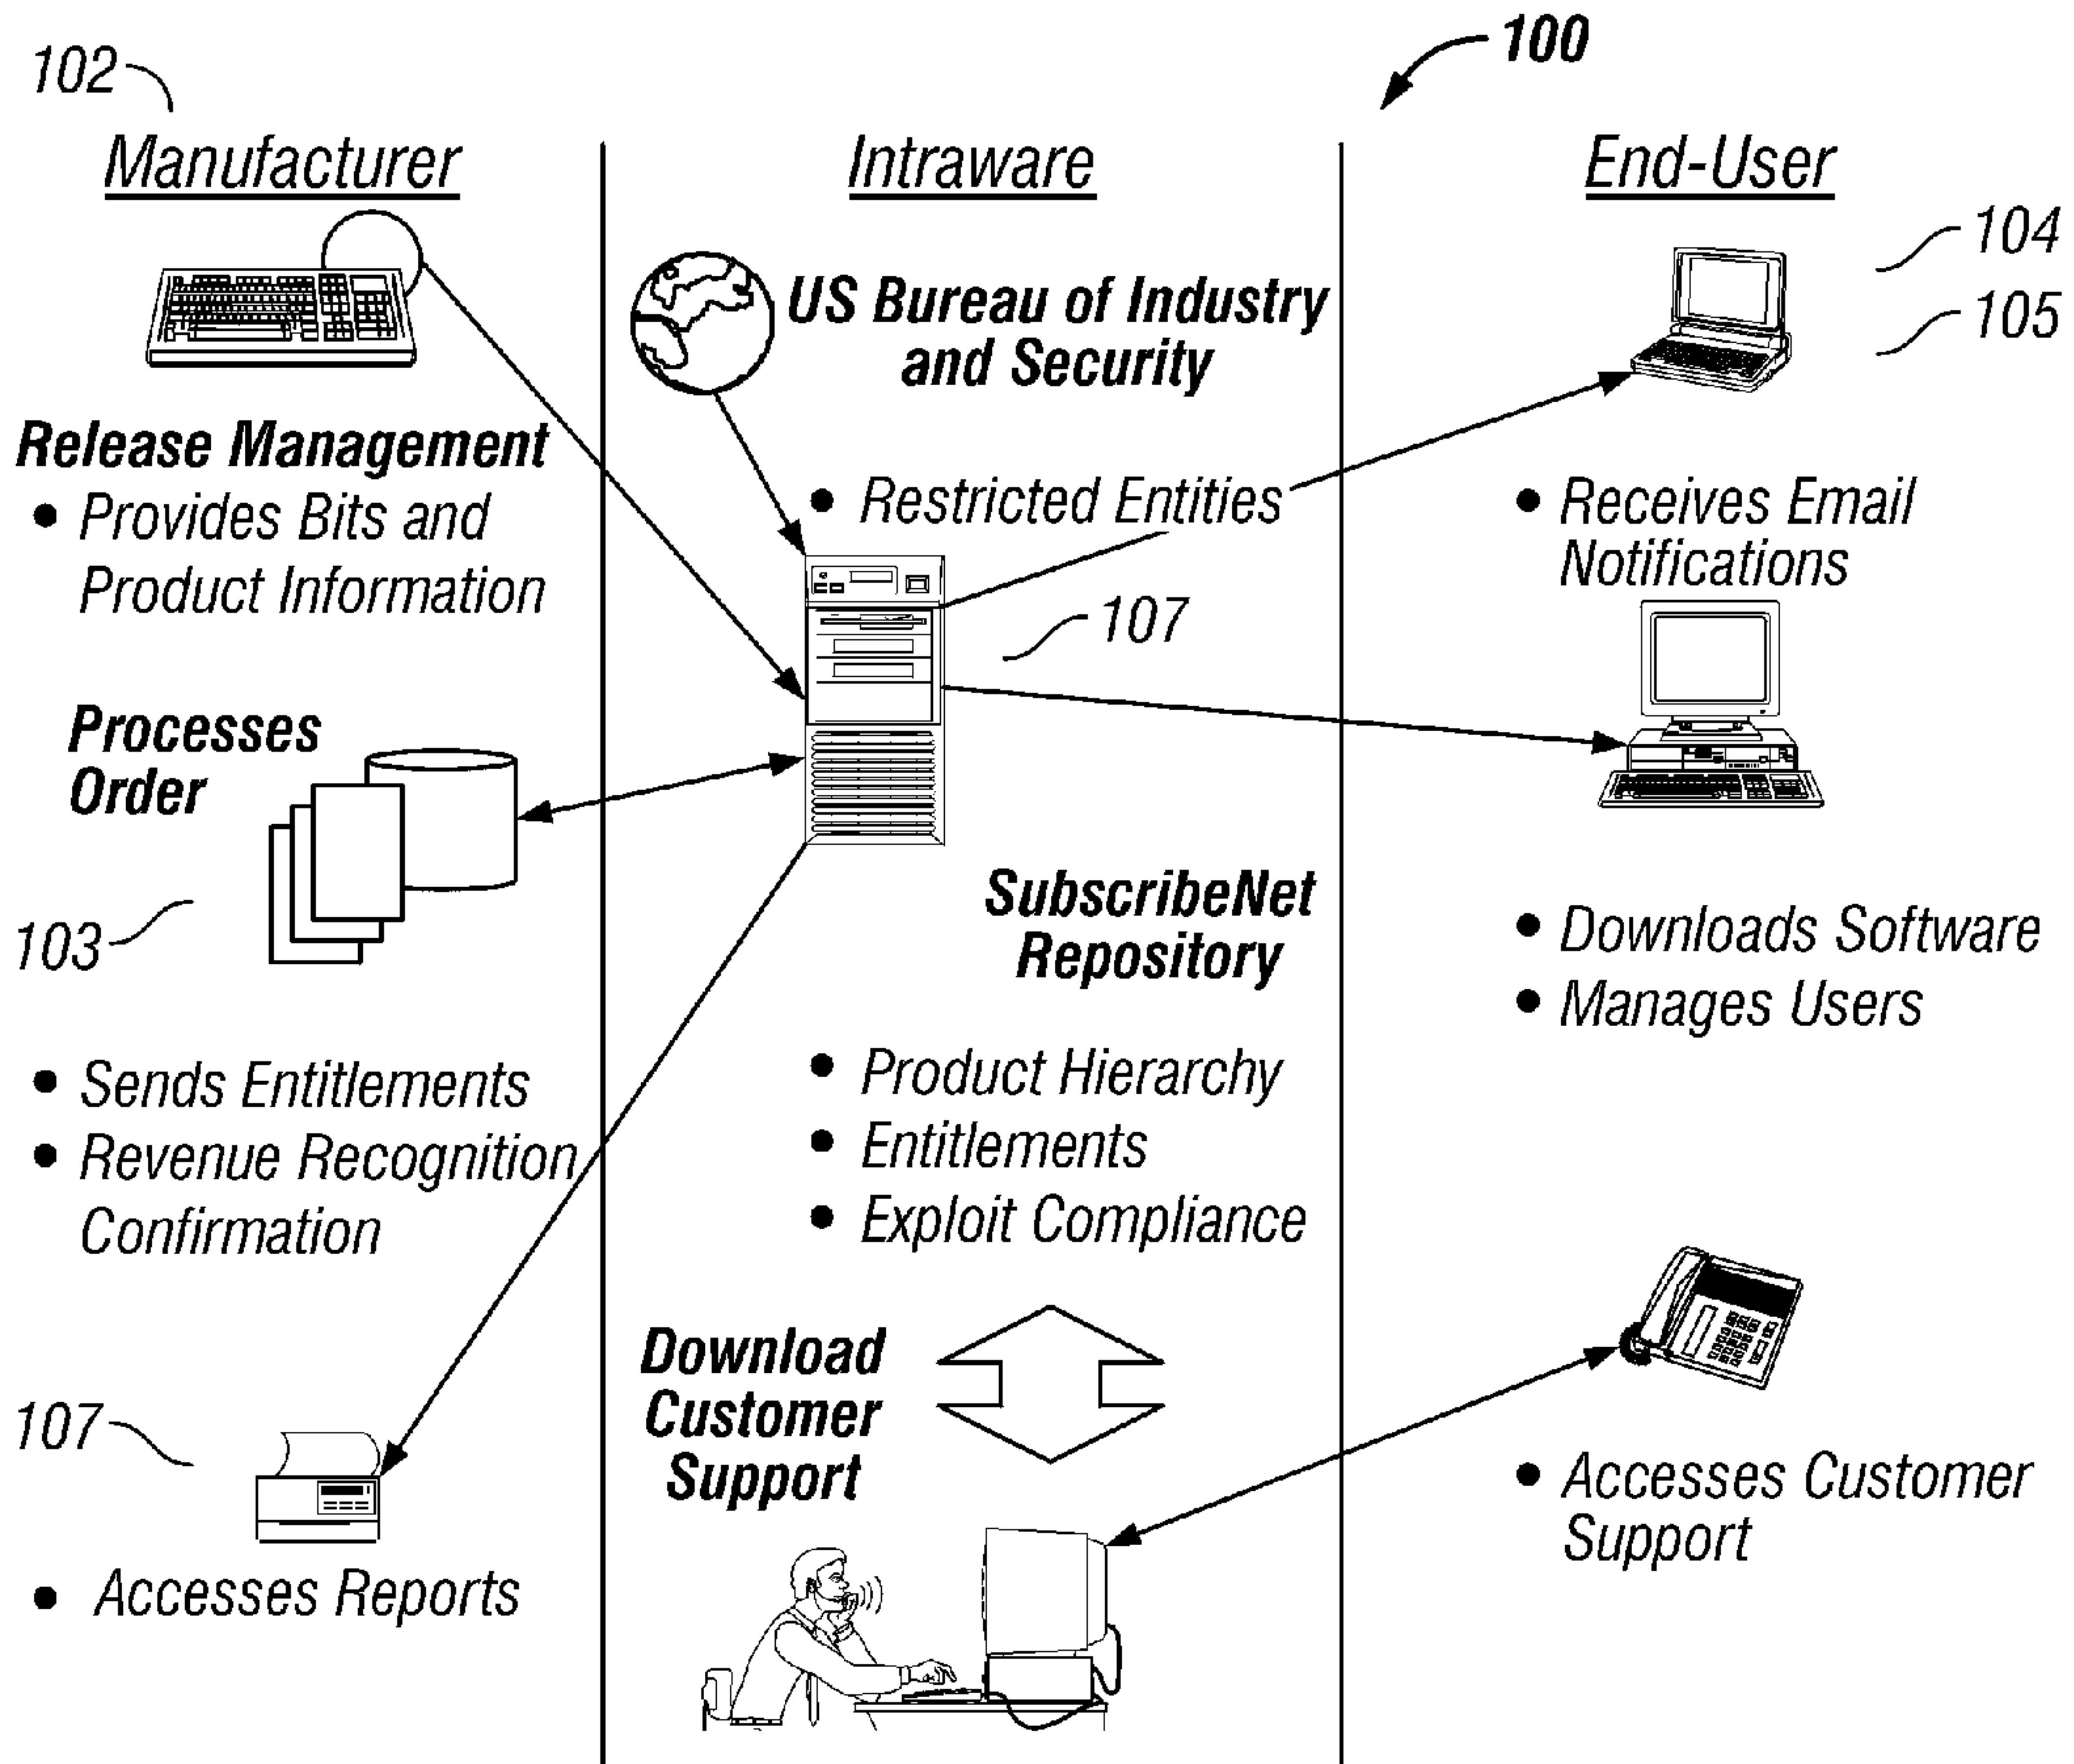 100
102
Manufacturer
Release Management
• Provides Bits and
Product Information
Processes
Order
103
• Sends Entitlements
• Revenue Recognition
Confirmation
107
• Accesses Reports
Intraware
US Bureau of Industry
and Security
• Restricted Entities
107
SubscribeNet
Repository
• Product Hierarchy
• Entitlements
• Exploit Compliance
Download
Customer
Support
End-User
104
105
• Receives Email
Notifications
• Downloads Software
• Manages Users
• Accesses Customer
Support